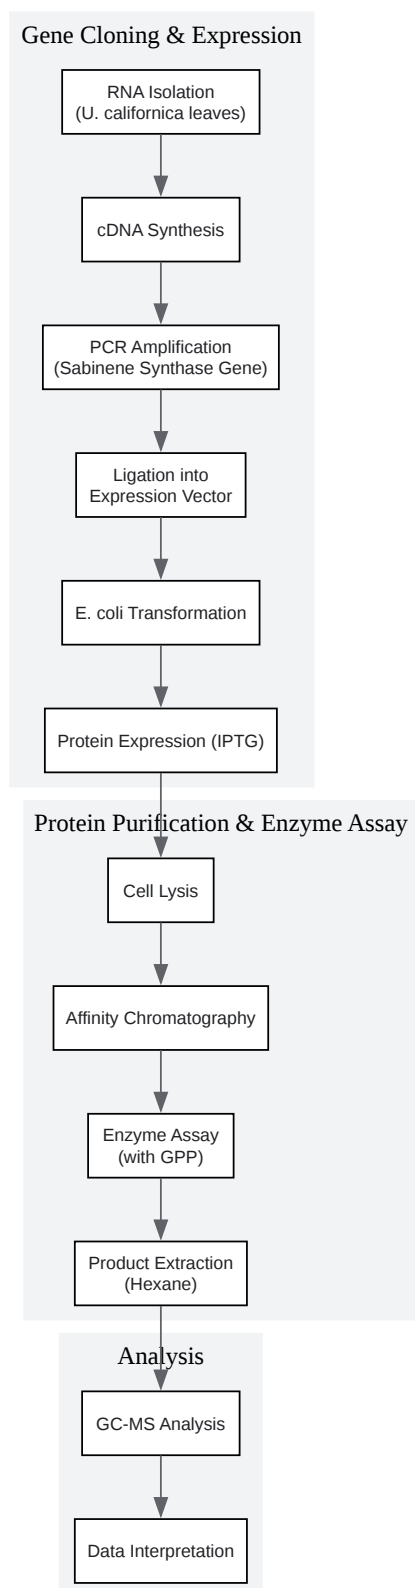 Gene Cloning & Expression
RNA Isolation
(U. californica leaves)
cDNA Synthesis
PCR Amplification
(Sabinene Synthase Gene)
Ligation into
Expression Vector
E. coli Transformation
Protein Expression (IPTG)
Protein Purification & Enzyme Assay
Cell Lysis
Affinity Chromatography
Enzyme Assay
(with GPP)
Product Extraction
(Hexane)
Analysis
GC-MS Analysis
Data Interpretation